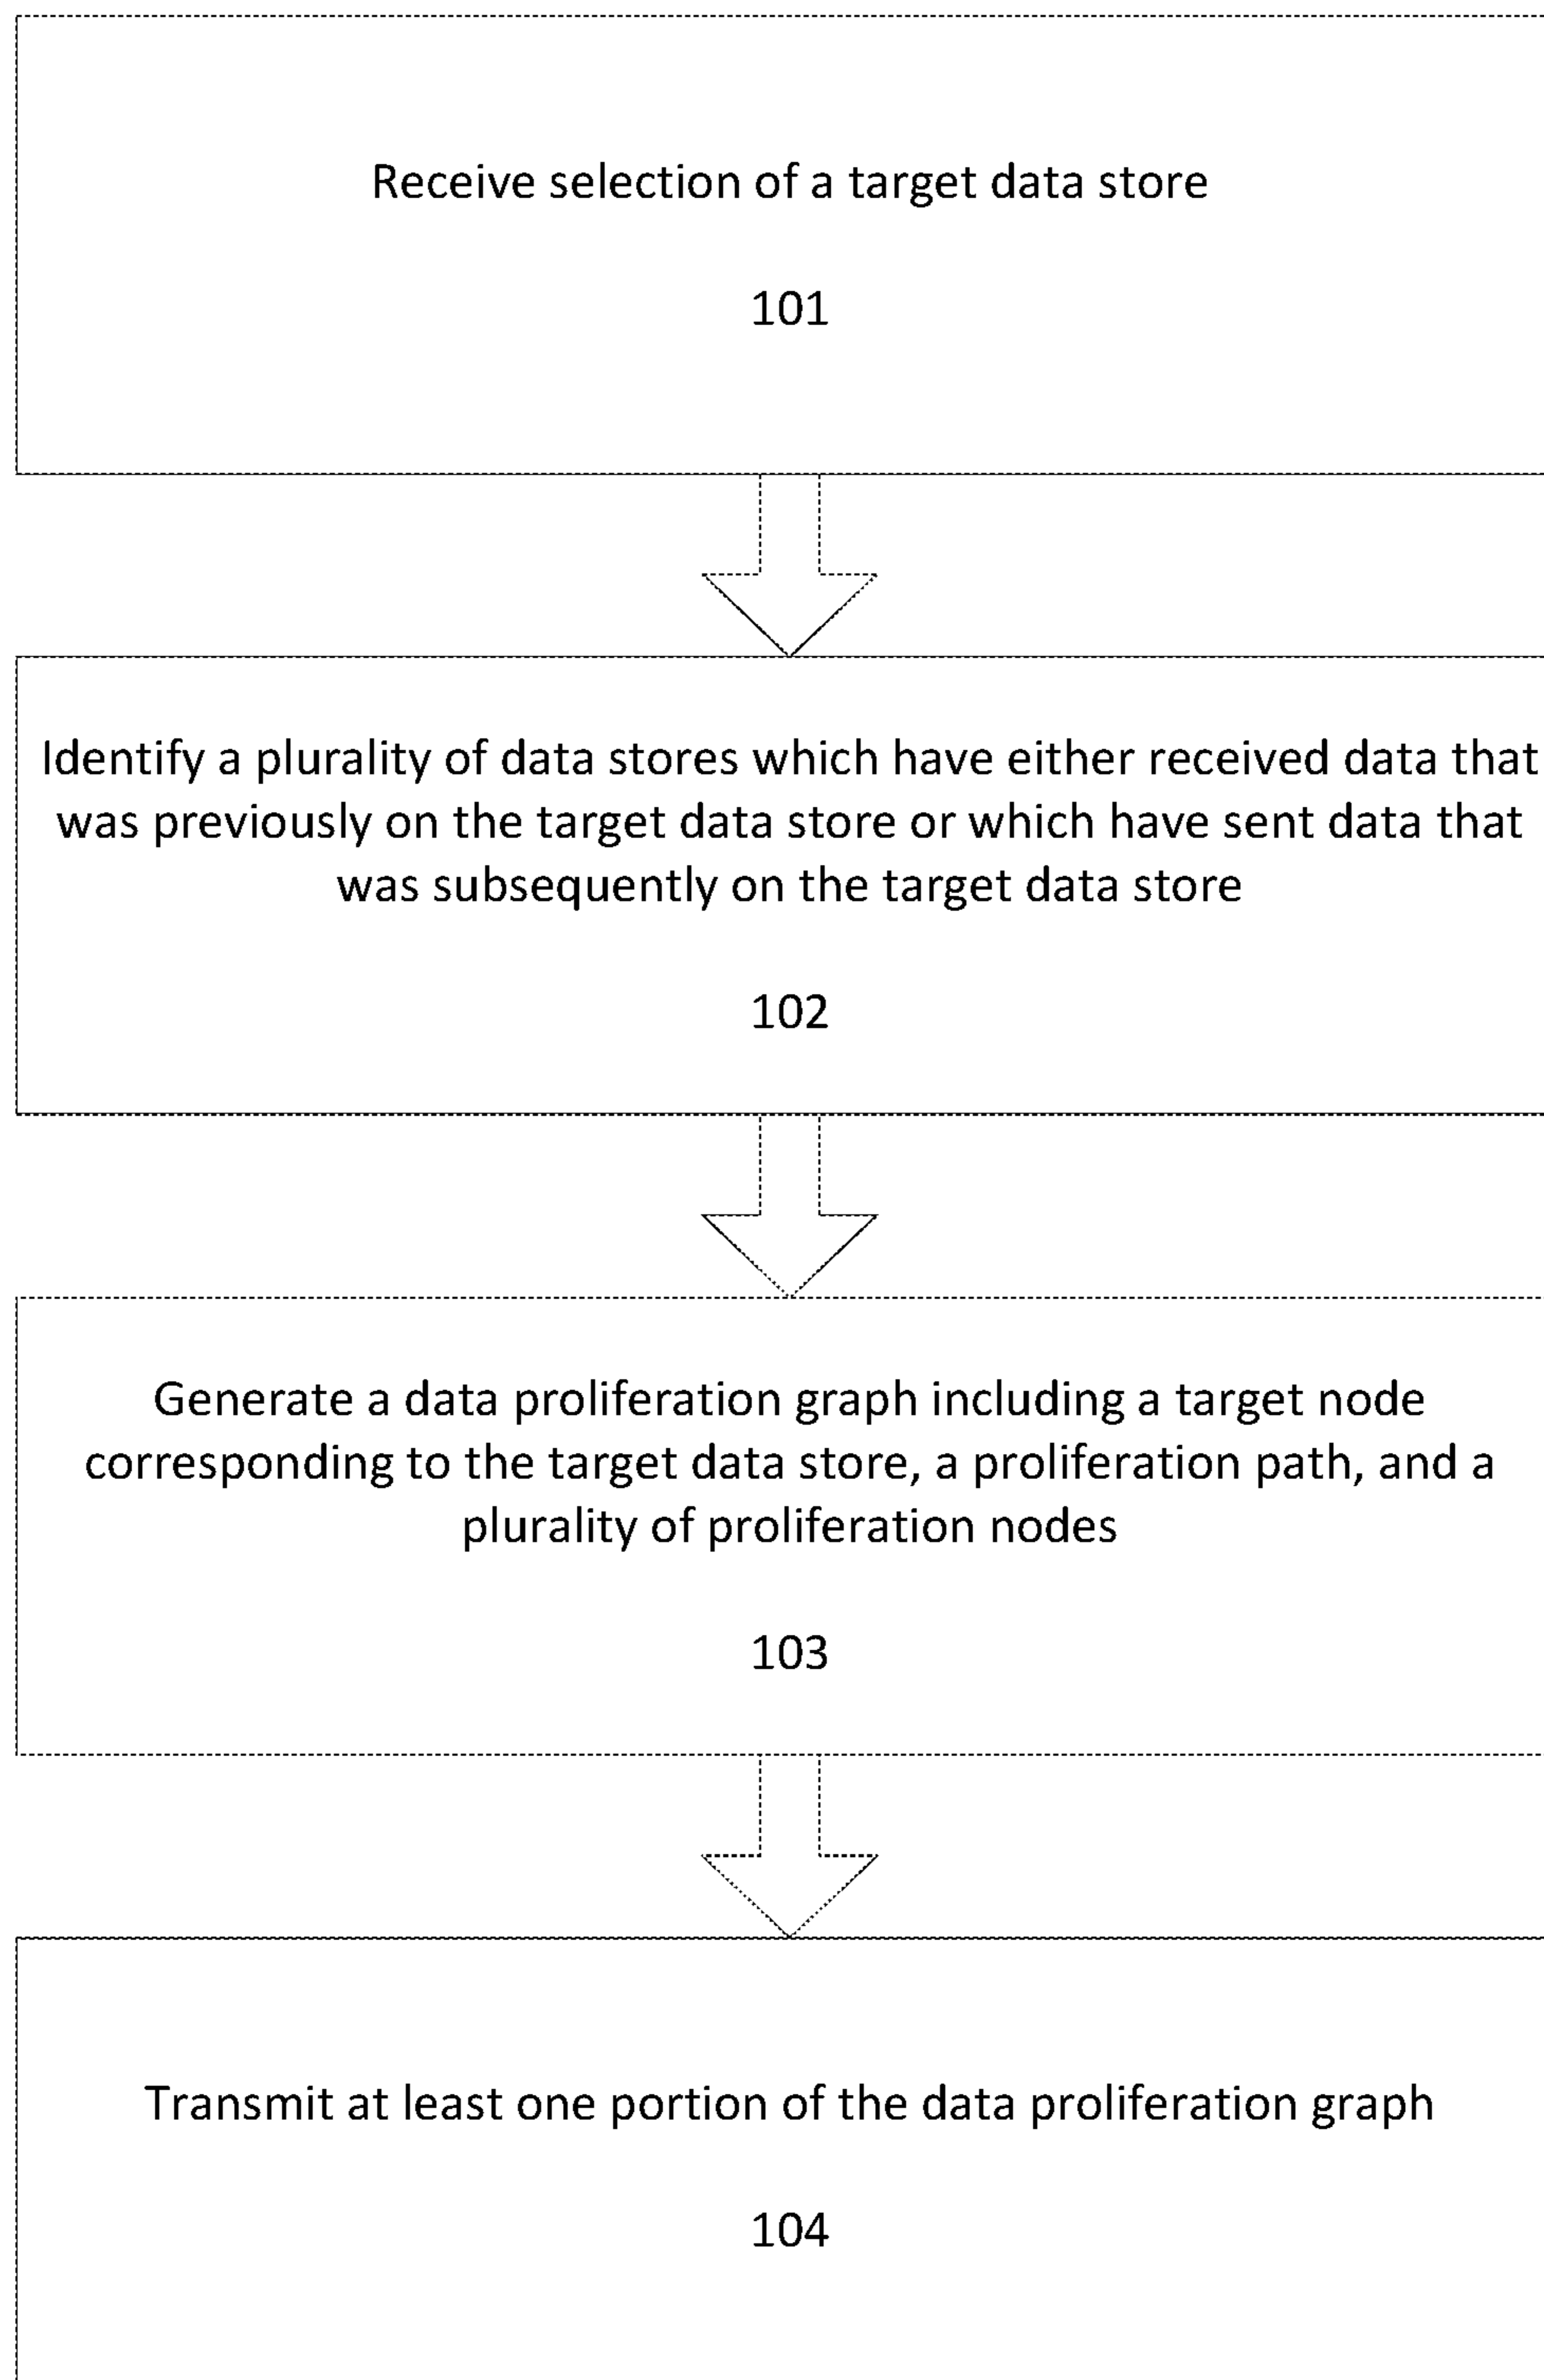 Receive selection of a target data store
101
Identify a plurality of data stores which have either received data that
was previously on the target data store or which have sent data that
was subsequently on the target data store
102
Generate a data proliferation graph including a target node
corresponding to the target data store, a proliferation path, and a
plurality of proliferation nodes
103
Transmit at least one portion of the data proliferation graph
104